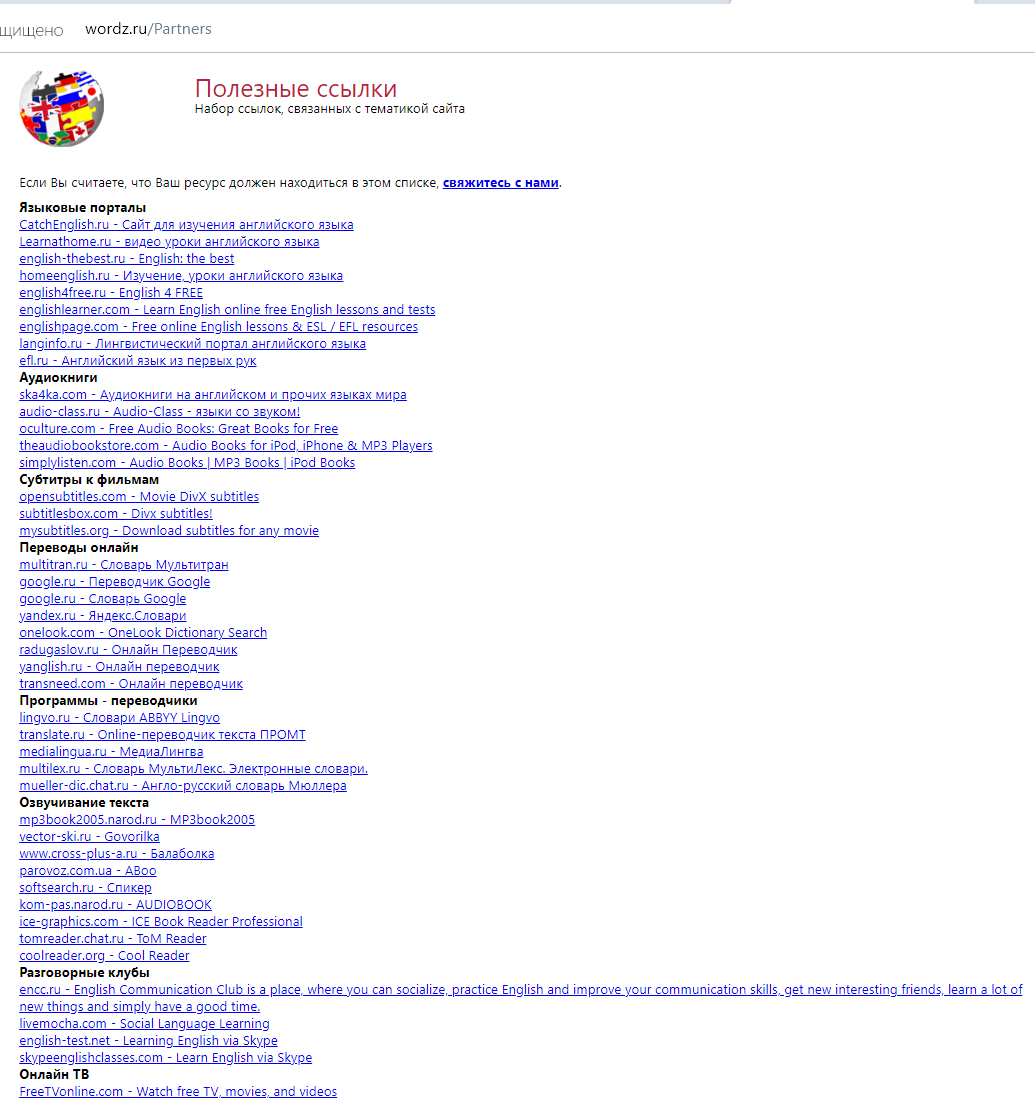 щищено wordz.ru/Partners
Полезные ссылки
Набор ссылок, связанных с тематикой сайта
Если Вы считаете, что Ваш ресурс должен находиться в этом списке, свяжитесь с нами.
Языковые порталы
CatchEnglish.ru - Сайт для изучения английского языка
Learnathome.ru - видео уроки английского языка
english-thebest.ru - English: the best
homeenglish.ru - Изучение, уроки английского языка
english4free.ru - English 4 FREE
englishlearner.com - Learn English online free English lessons and tests
englishpage.com - Free online English lessons & ESL / EFL resources
langinfo.ru - Лингвистический портал английского языка
efl.ru - Английский язык из первых рук
Аудиокниги
ska4ka.com - Аудиокниги на английском и прочих языках мира
audio-class.ru - Audio-Class - языки со звуком!
oculture.com - Free Audio Books: Great Books for Free
theaudiobookstore.com - Audio Books for iPod, iPhone & MP3 Players
simplylisten.com - Audio Books | MP3 Books | iPod Books
Субтитры к фильмам
opensubtitles.com - Movie DivX subtitles
subtitlesbox.com - Divx subtitles!
mysubtitles.org - Download subtitles for any movie
Переводы онлайн
multitran.ru - Словарь Мультитран
google.ru - Переводчик Google
google.ru - Словарь Google
yandex.ru - Яндекс.Словари
onelook.com - OneLook Dictionary Search
radugaslov.ru - Онлайн Переводчик
yanglish.ru - Онлайн переводчик
transneed.com - Онлайн переводчик
Программы - переводчики
lingvo.ru - Словари ABBYY Lingvo
translate.ru - Online-переводчик текста ПРОМТ
medialingua.ru - МедиаЛингва
multilex.ru - Словарь МультиЛекс. Электронные словари.
mueller-dic.chat.ru - Англо-русский словарь Мюллера
Озвучивание текста
mp3book2005.narod.ru - MP3book2005
vector-ski.ru - Govorilka
www.cross-plus-a.ru - Балаболка
parovoz.com.ua - ABoo
softsearch.ru - Спикер
kom-pas.narod.ru - AUDIOBOOK
ice-graphics.com - ICE Book Reader Professional
tomreader.chat.ru - ToM Reader
coolreader.org - Cool Reader
Разговорные клубы
encc.ru - English Communication Club is a place, where you can socialize, practice English and improve your communication skills, get new interesting friends, learn a lot of
new things and simply have a good time.
livemocha.com - Social Language Learning
english-test.net - Learning English via Skype
skypeenglishclasses.com - Learn English via Skype
Онлайн ТВ
FreeTVonline.com - Watch free TV, movies, and videos